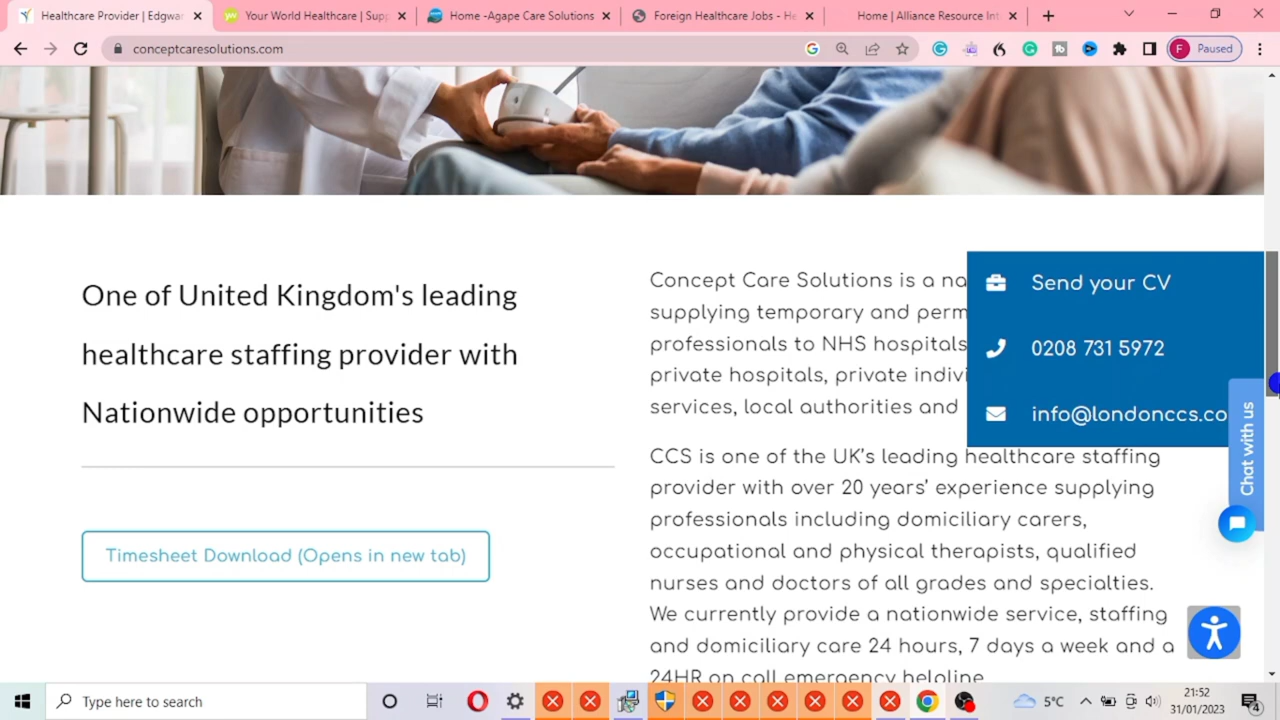 Healthcare Provider | Edgwa
Your World Healthcare | Sup
Home -Agape Care Solutions
Foreign Healthcare Jobs - He
Home | Alliance Resource Int
conceptcaresolutions.com
F Paused
One of United Kingdom's leading
healthcare staffing provider with
Nationwide opportunities
Timesheet Download (Opens in new tab)
Concept Care Solutions is a na
supplying temporary and perm
professionals to NHS hospitals
private hospitals, private indivi
services, local authorities and
CCS is one of the UK's leading healthcare staffing
provider with over 20 years' experience supplying
professionals including domiciliary carers,
occupational and physical therapists, qualified
nurses and doctors of all grades and specialties.
We currently provide a nationwide service, staffing
and domiciliary care 24 hours, 7 days a week and a
24HR on call emergency helpline
Send your CV
0208 731 5972
info@londonccs.co
Chat with us
Type here to search
5°C
21:52
31/01/2023
4